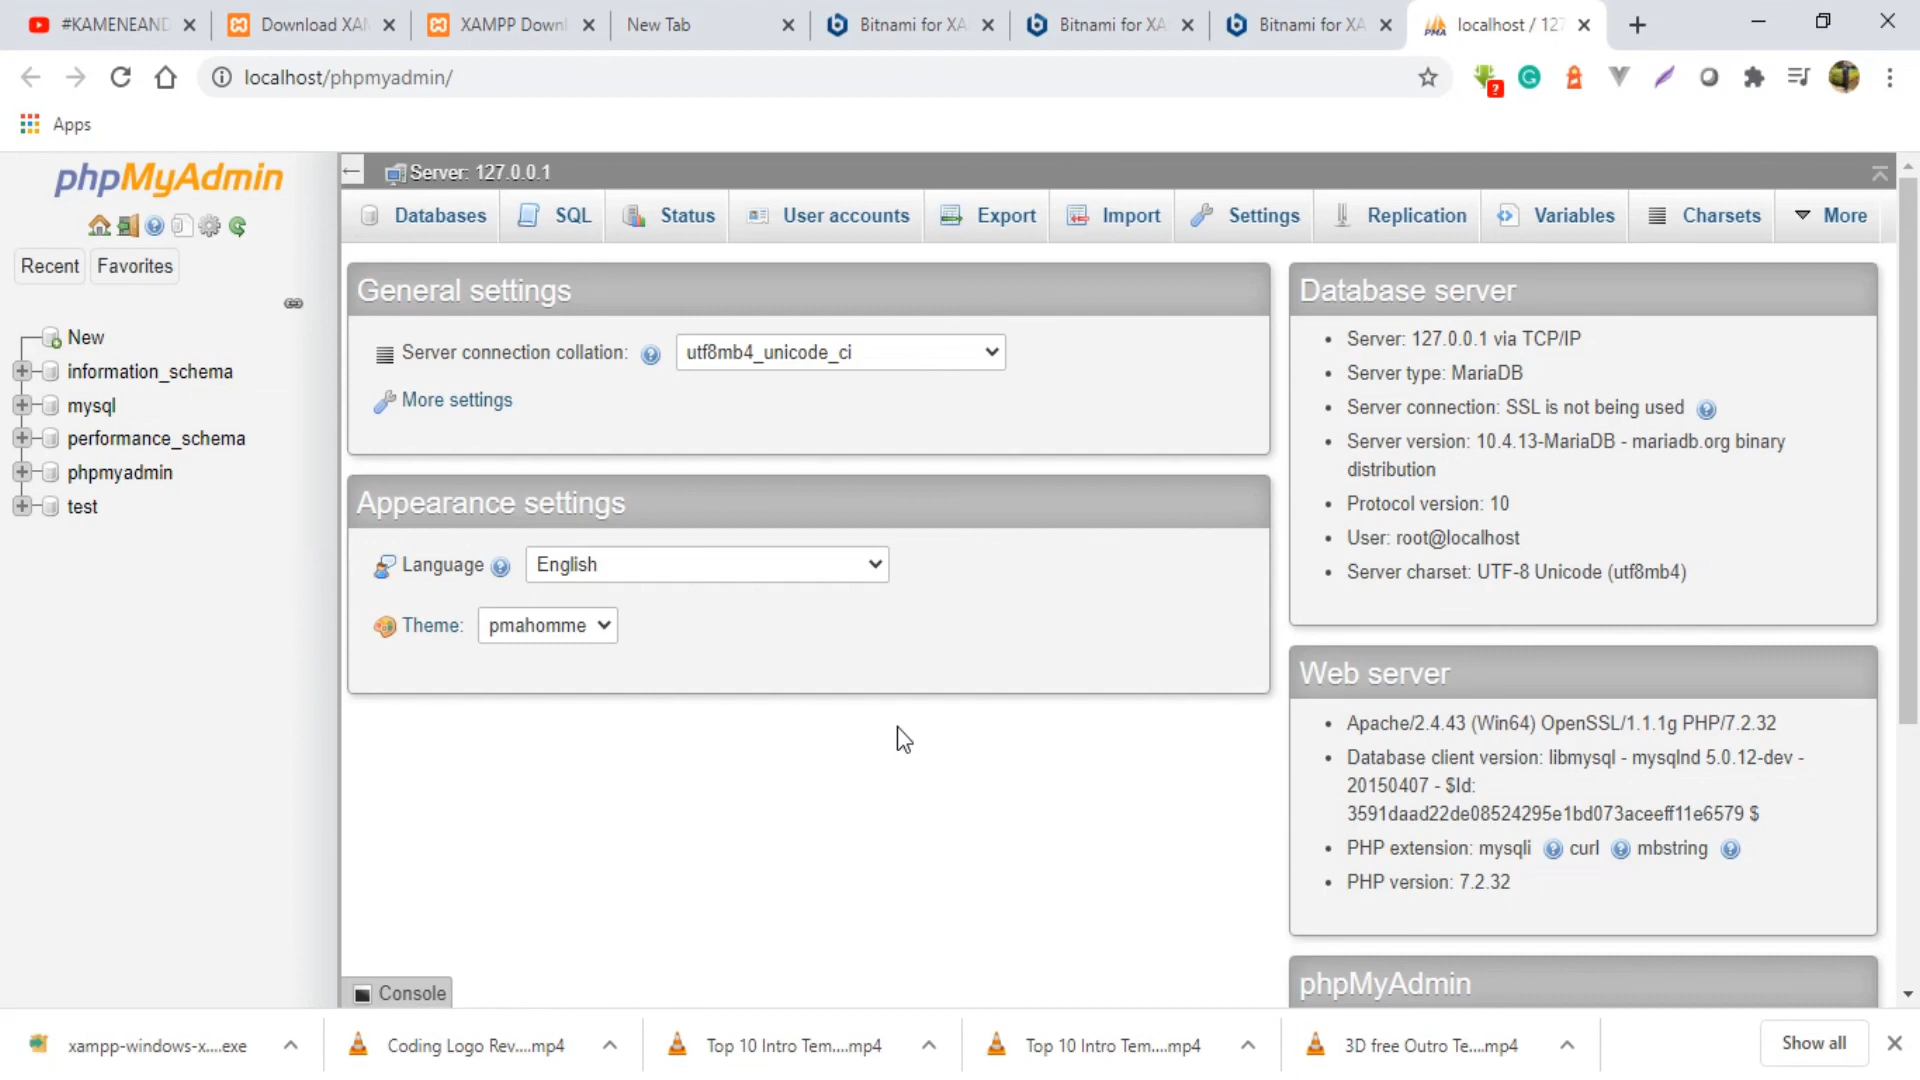 #KAMENEAND
Download XAM
XAMPP Downl
New Tab
Bitnami for XA
Bitnami for XA
Bitnami for XA
localhost / 127
localhost/phpmyadmin/
?
Apps
phpMyAdmin
Recent
Favorites
New
information_schema
mysql
performance_schema
phpmyadmin
test
Server: 127.0.0.1
Databases
SQL
Status
User accounts
Export
Import
Settings
Replication
Variables
Charsets
More
General settings
Server connection collation:
utf8mb4_unicode_ci
More settings
Appearance settings
Language
English
Theme:
pmahomme
Console
Database server
Server: 127.0.0.1 via TCP/IP
Server type: MariaDB
Server connection: SSL is not being used
Server version: 10.4.13-MariaDB - mariadb.org binary
distribution
Protocol version: 10
User: root@localhost
Server charset: UTF-8 Unicode (utf8mb4)
Web server
Apache/2.4.43 (Win64) OpenSSL/1.1.1g PHP/7.2.32
Database client version: libmysql - mysqlnd 5.0.12-dev -
20150407 - $Id:
3591daad22de08524295e1bd073aceeff11e6579 $
PHP extension: mysqli curl mbstring
PHP version: 7.2.32
phpMyAdmin
xampp-windows-x....exe
Coding Logo Rev....mp4
Top 10 Intro Tem....mp4
Top 10 Intro Tem....mp4
3D free Outro Te....mp4
Show all